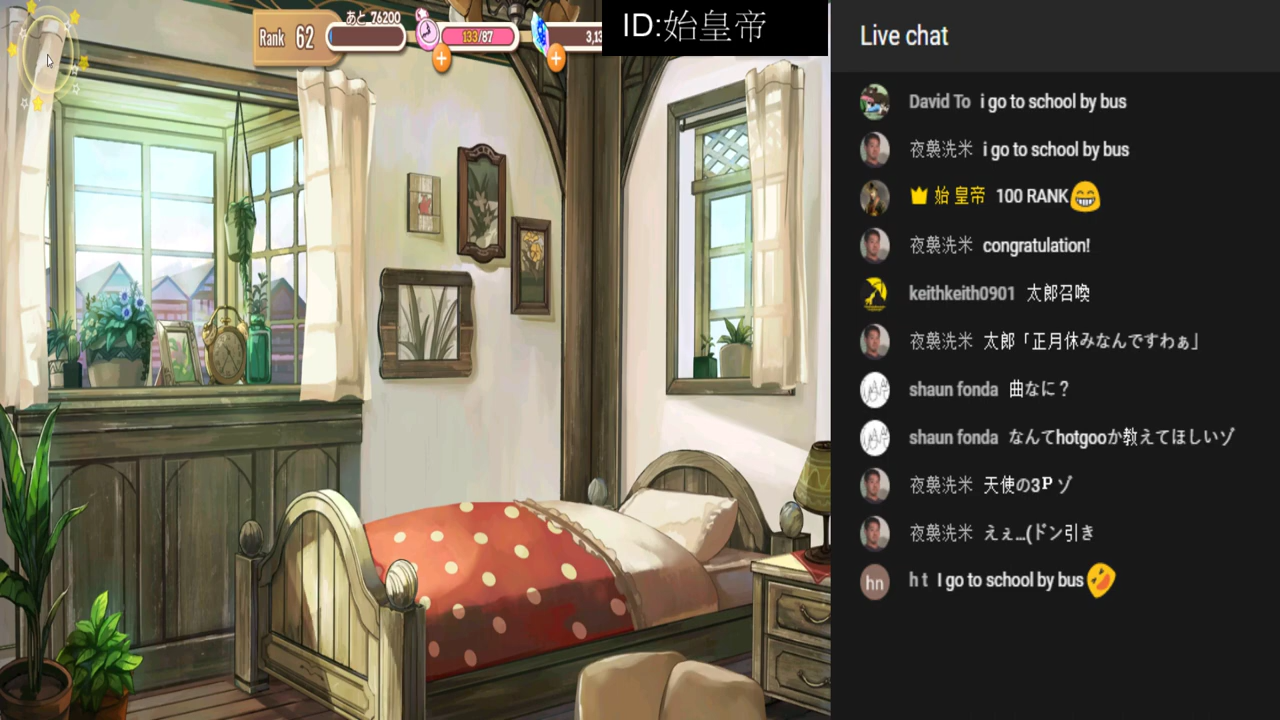 あと 76200
Rank 62
133/87
3,13
ID:始皇帝
Live chat
David To i go to school by bus
夜襲洗米 i go to school by bus
始 皇帝 100 RANK😁
夜襲洗米 congratulation!
keithkeith0901 太郎召喚
夜襲洗米 太郎「正月休みなんですわぁ」
shaun fonda 曲なに？
shaun fonda なんてhotgooか教えてほしいゾ
夜襲洗米 天使の3P ゾ
夜襲洗米 えぇ...(ドン引き
hn h t I go to school by bus🤣